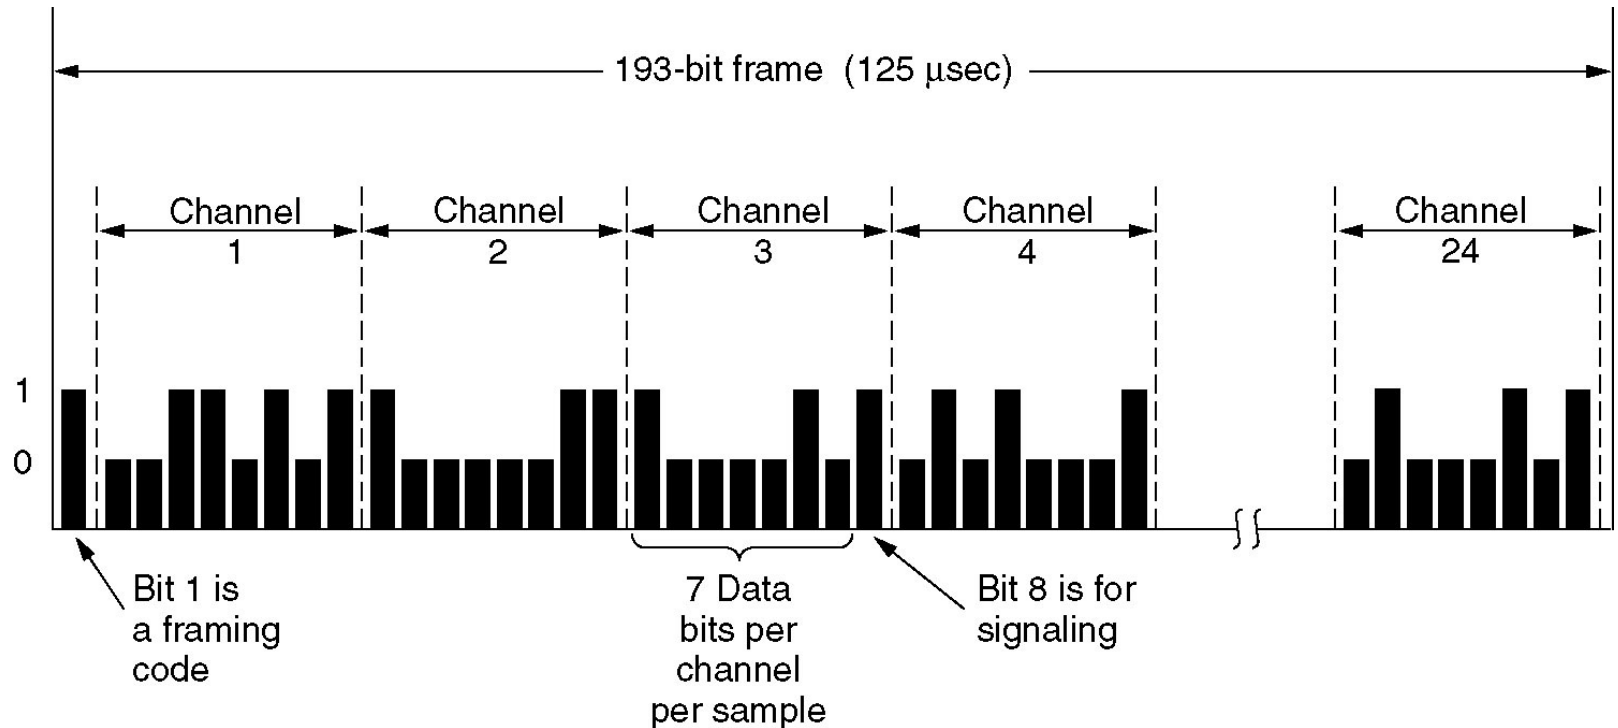 193-bit frame (125 μsec)
Channel
1
Channel
2
Channel
3
Channel
4
Channel
24
1
0
Bit 1 is
a framing
code
7 Data
bits per
channel
per sample
Bit 8 is for
signaling